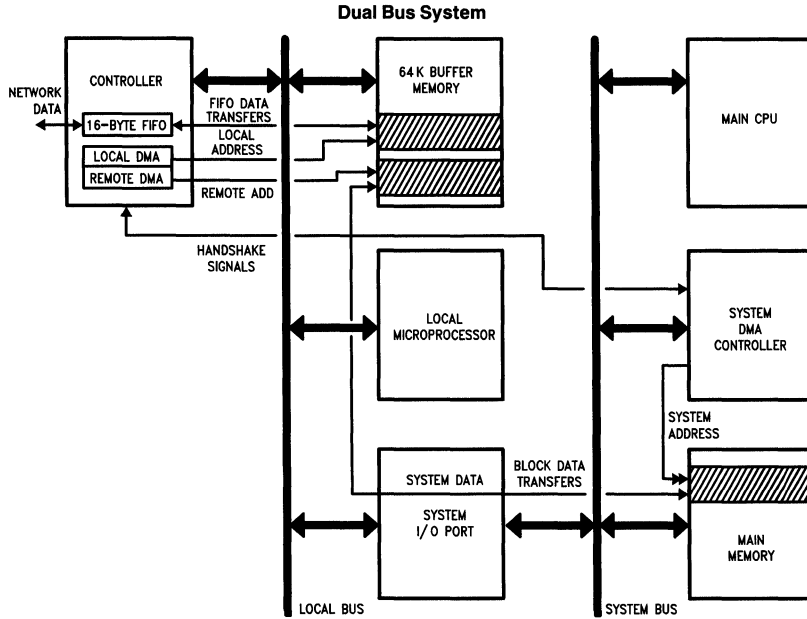 Dual Bus System
CONTROLLER
NETWORK
DATA
16-BYTE FIFO
LOCAL DMA
REMOTE DMA
FIFO DATA
TRANSFERS
LOCAL
ADDRESS
REMOTE ADD
64K BUFFER
MEMORY
MAIN CPU
HANDSHAKE
SIGNALS
LOCAL
MICROPROCESSOR
SYSTEM
DMA
CONTROLLER
SYSTEM
ADDRESS
SYSTEM DATA
SYSTEM
I/O PORT
BLOCK DATA
TRANSFERS
MAIN
MEMORY
LOCAL BUS
SYSTEM BUS